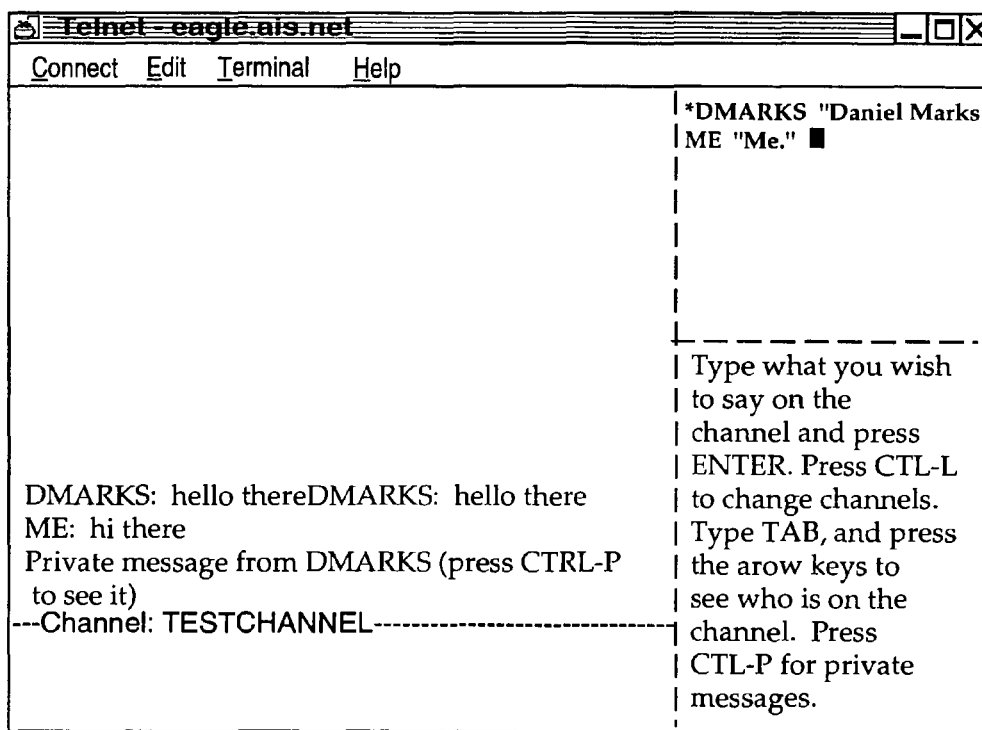 Telnet - eagle.ais.net
Connect Edit Terminal Help
*DMARKS "Daniel Marks
ME "Me."
DMARKS: hello thereDMARKS: hello there
ME: hi there
Private message from DMARKS (press CTRL-P
to see it)
---Channel: TESTCHANNEL----------------------------
Type what you wish
to say on the
channel and press
ENTER. Press CTL-L
to change channels.
Type TAB, and press
the arow keys to
see who is on the
channel. Press
CTL-P for private
messages.